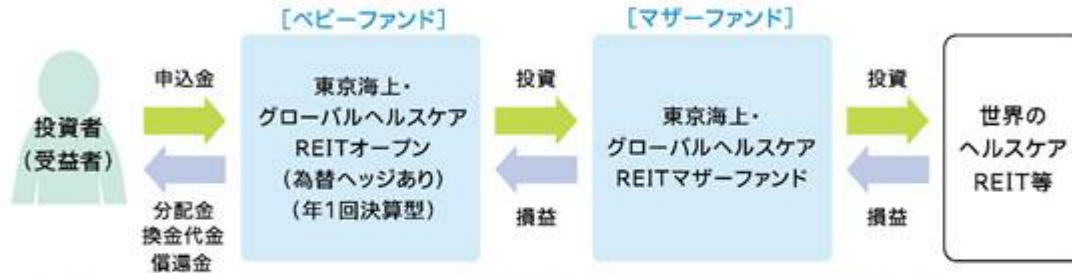 [ベビーファンド]
[マザーファンド]
投資者
(受益者)
申込金
分配金
換金代金
償還金
東京海上・
グローバルヘルスケア
REITオープン
(為替ヘッジあり)
(年1回決算型)
投資
損益
東京海上・
グローバルヘルスケア
REITマザーファンド
投資
損益
世界の
ヘルスケア
REIT等